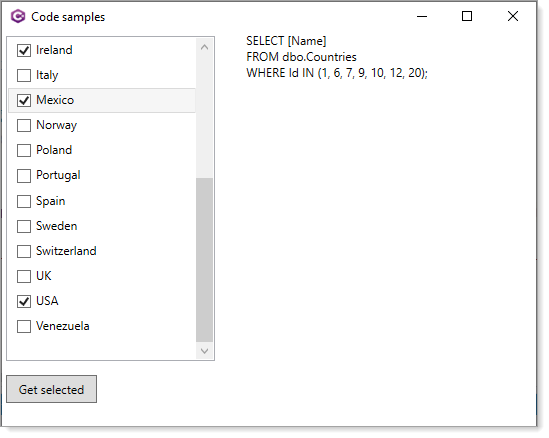 Code samples
Ireland
Italy
Mexico
Norway
Poland
Portugal
Spain
Sweden
Switzerland
UK
USA
Venezuela
Get selected
SELECT [Name]
FROM dbo.Countries
WHERE Id IN (1, 6, 7, 9, 10, 12, 20);